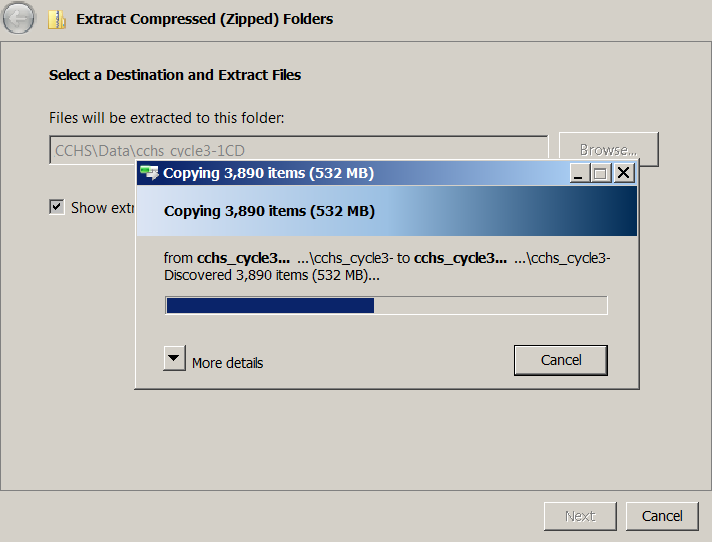 Extract Compressed (Zipped) Folders
Select a Destination and Extract Files
Files will be extracted to this folder:
CCHS\Data\cchs_cycle3-1CD
Browse...
Copying 3,890 items (532 MB)
Show extr
Copying 3,890 items (532 MB)
from cchs_cycle3... ...\cchs_cycle3- to cchs_cycle3... ...\cchs_cycle3-
Discovered 3,890 items (532 MB)...
More details
Cancel
Next
Cancel